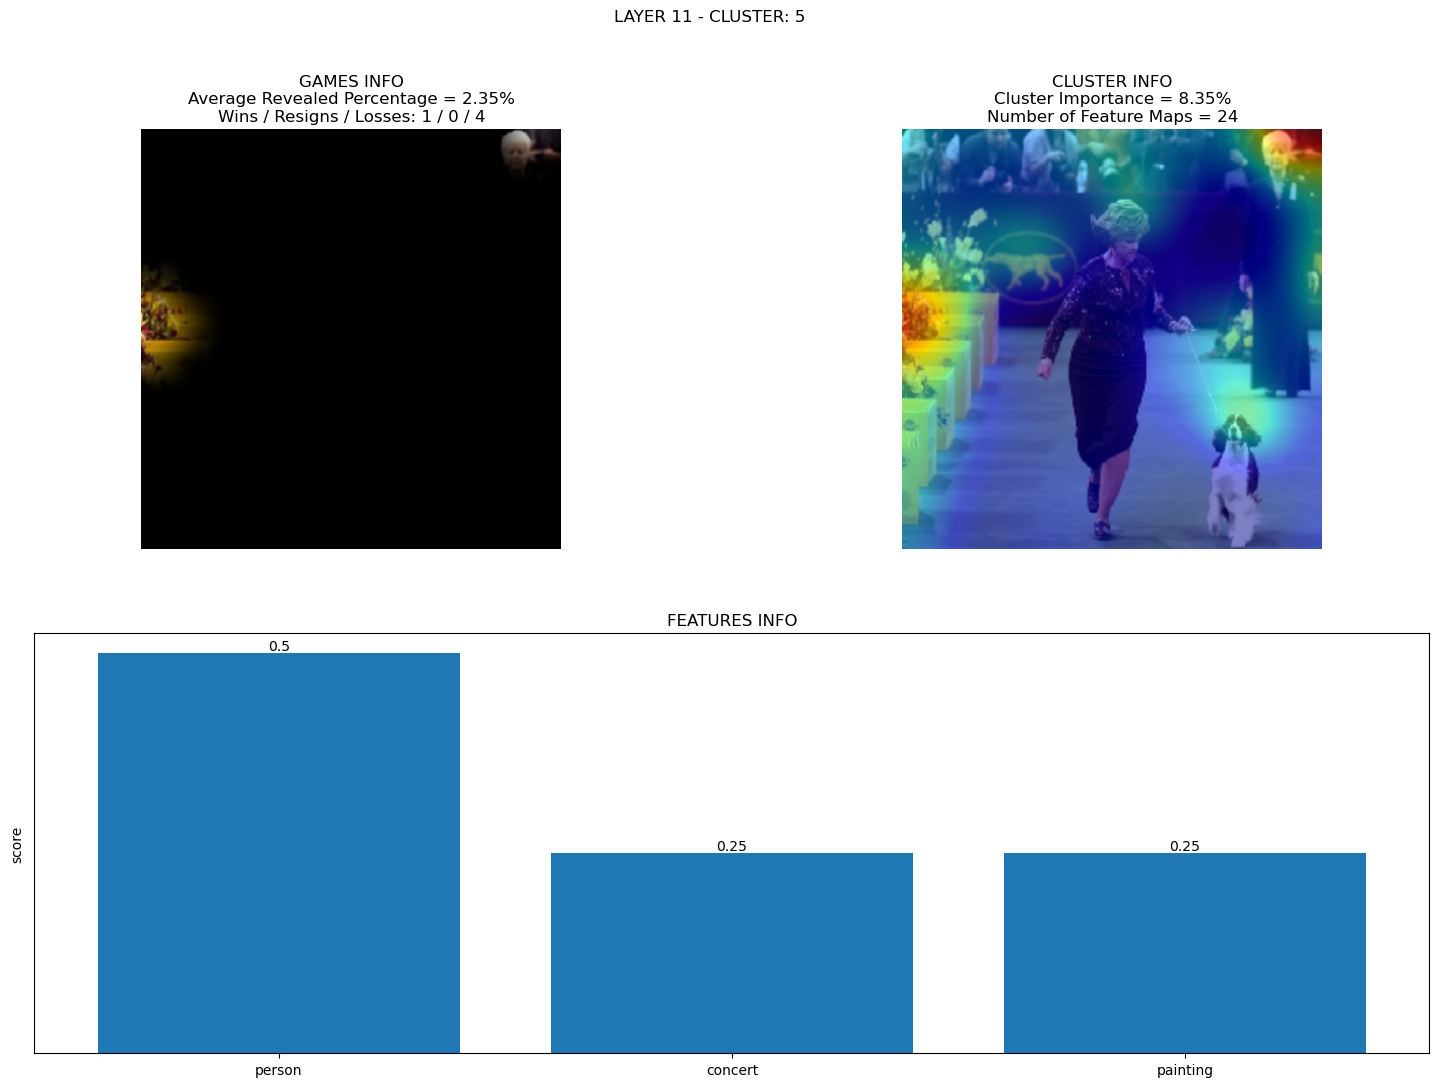 LAYER 11 - CLUSTER: 5
GAMES INFO
Average Revealed Percentage = 2.35%
Wins / Resigns / Losses: 1 / 0 / 4
CLUSTER INFO
Cluster Importance = 8.35%
Number of Feature Maps = 24
FEATURES INFO
score
0.5
0.25
0.25
person
concert
painting